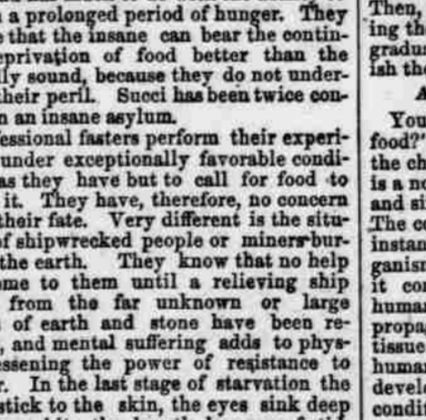 a prolonged period of hunger. They
that the insane can bear the contin-
eprivation of food better than the
lly sound, because they do not under-
their peril. Succi has been twice con-
n an insane asylum.
essional fasters perform their experi-
under exceptionally favorable condi-
as they have but to call for food to
it. They have, therefore, no concern
their fate. Very different is the situ-
of shipwrecked people or miners bur-
the earth. They know that no help
ome to them until a relieving ship
from the far unknown or large
of earth and stone have been re-
, and mental suffering adds to phys-
essening the power of resistance to
r. In the last stage of starvation the
stick to the skin, the eyes sink deep
Then,
ing the
gradu
ish the
A
You
food?"
the ch
is a no
and si
The co
instan
ganism
it con
human
propa
tissue
human
develo
condi